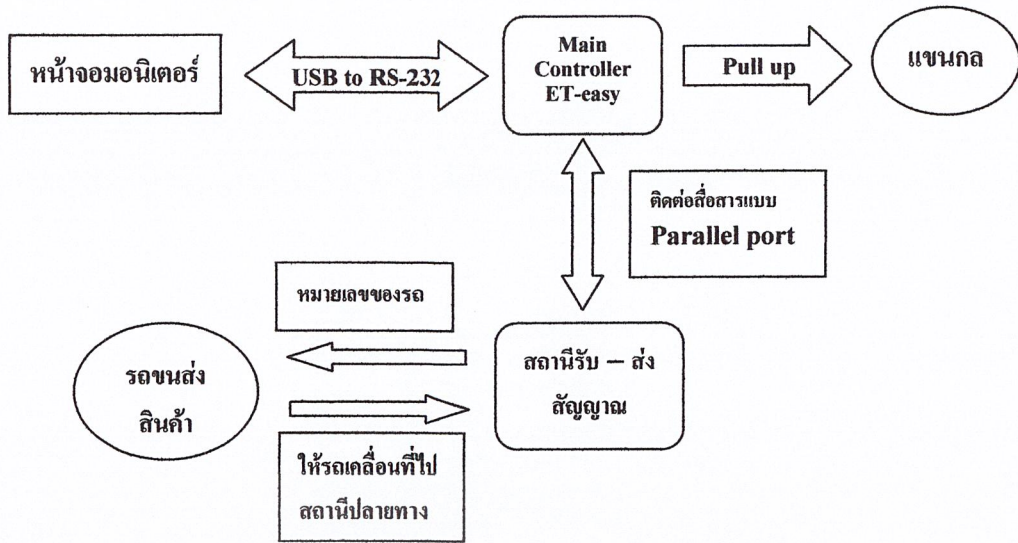 หน้าจอมอนิเตอร์
USB to RS-232
Main
Controller
ET-easy
Pull up
แขนกล
ติดต่อสื่อสารแบบ
Parallel port
หมายเลขของรถ
รถขนส่ง
สินค้า
สถานีรับ – ส่ง
สัญญาณ
ให้รถเคลื่อนที่ไป
สถานีปลายทาง